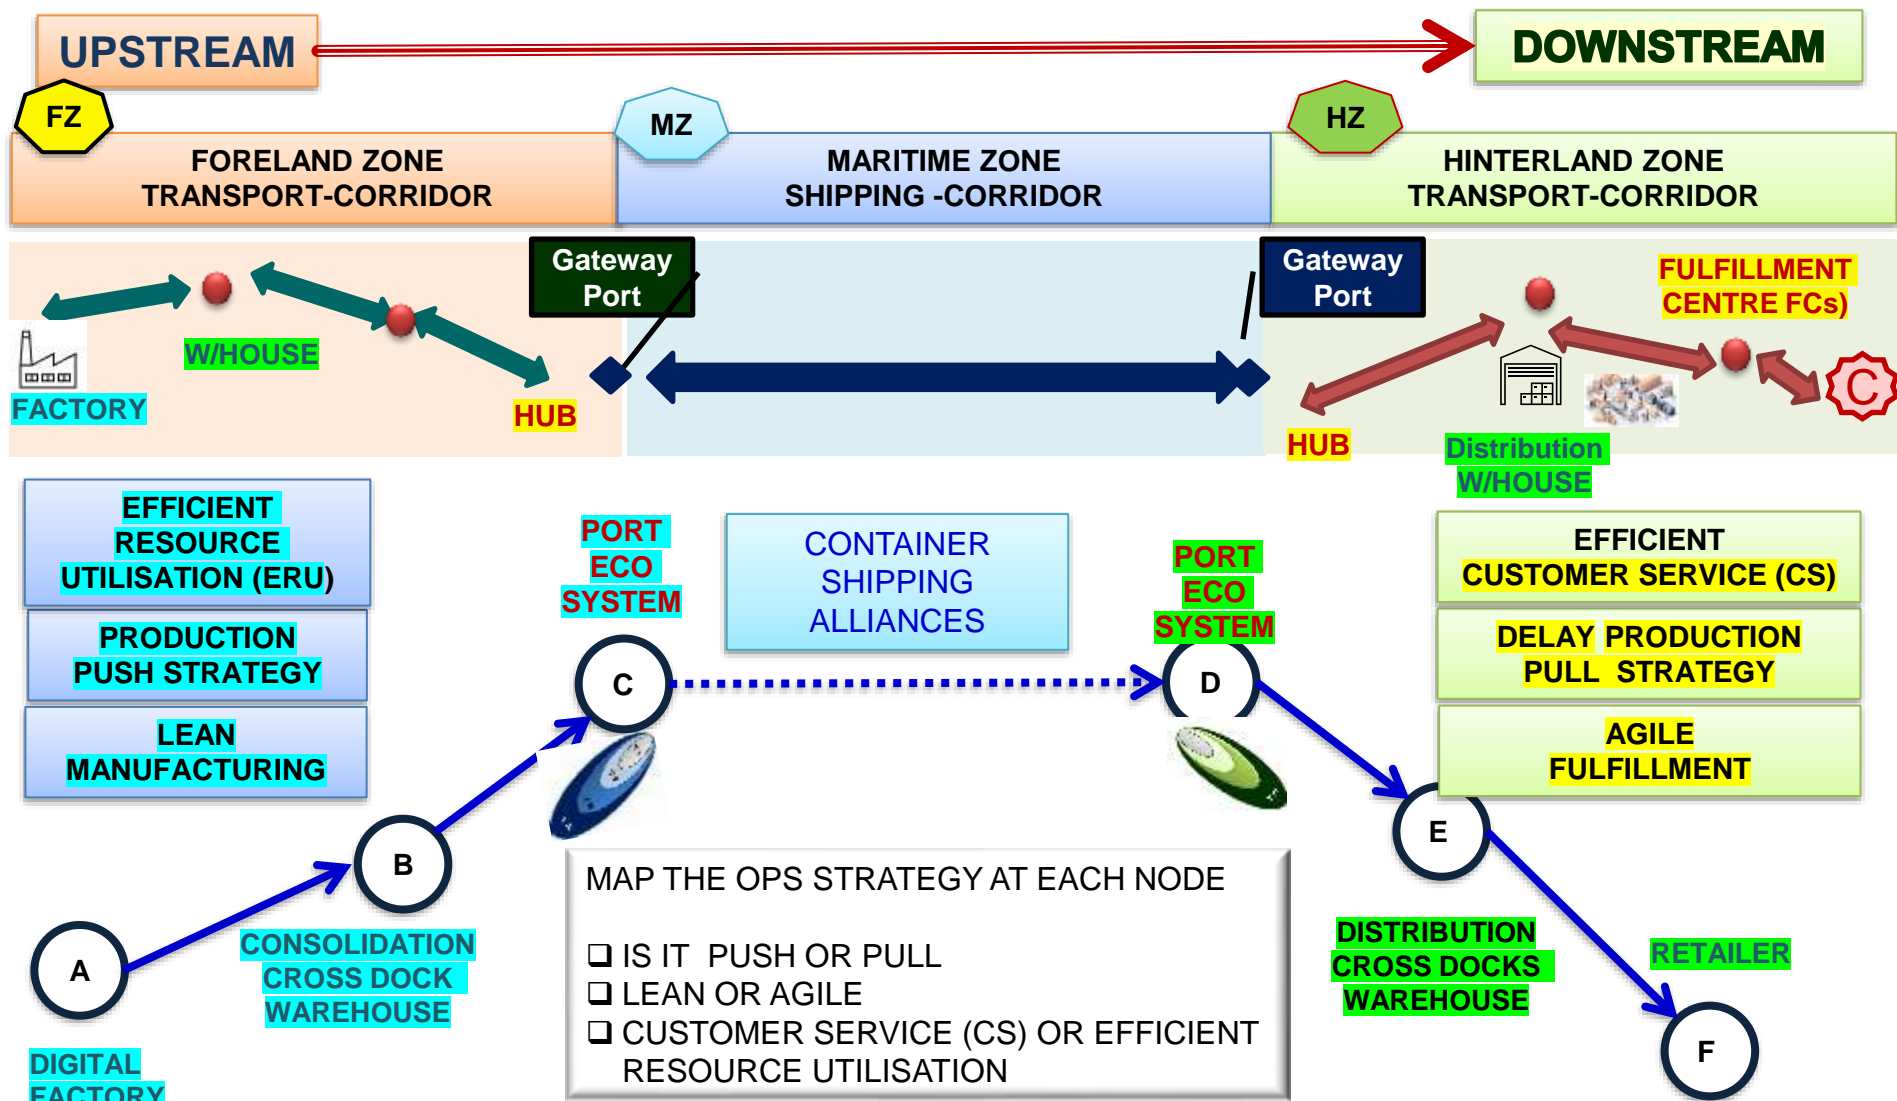 UPSTREAM
DOWNSTREAM
FZ
MZ
HZ
FORELAND ZONE
TRANSPORT-CORRIDOR
MARITIME ZONE
SHIPPING -CORRIDOR
HINTERLAND ZONE
TRANSPORT-CORRIDOR
Gateway
Port
Gateway
Port
FULFILLMENT
CENTRE FCs)
W/HOUSE
FACTORY
HUB
C
HUB
Distribution
W/HOUSE
EFFICIENT
RESOURCE
UTILISATION (ERU)
PRODUCTION
PUSH STRATEGY
LEAN
MANUFACTURING
PORT
ECO
SYSTEM
CONTAINER
SHIPPING
ALLIANCES
PORT
ECO
SYSTEM
EFFICIENT
CUSTOMER SERVICE (CS)
DELAY PRODUCTION
PULL STRATEGY
AGILE
FULFILLMENT
C
D
B
E
A
F
CONSOLIDATION
CROSS DOCK
WAREHOUSE
DIGITAL
FACTORY
MAP THE OPS STRATEGY AT EACH NODE
❑ IS IT PUSH OR PULL
❑ LEAN OR AGILE
❑ CUSTOMER SERVICE (CS) OR EFFICIENT
RESOURCE UTILISATION
DISTRIBUTION
CROSS DOCKS
WAREHOUSE
RETAILER